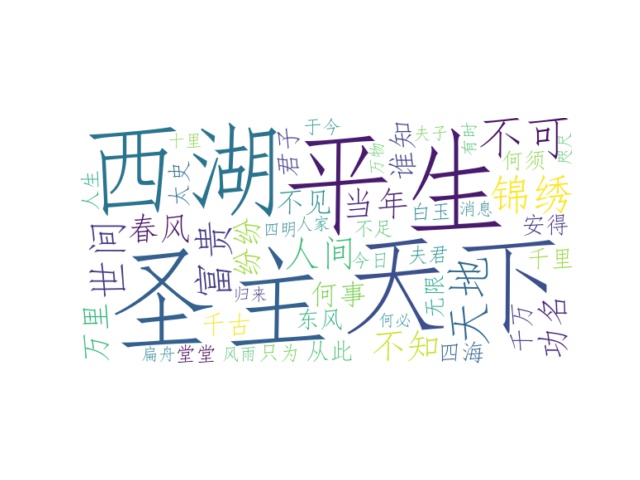 西湖
平生
圣主
天下
不可
锦绣
天地
人间
富贵
世间
春风
纷纷
当年
不见
谁知
君子
于今
夫子
有时
咫尺
何须
万物
十里
太史
人生
白玉
消息
安得
四明
人家
不足
今日
夫君
千里
无限
何事
归来
千古
东风
何必
不知
四海
千万
功名
万里
扁舟
堂堂
风雨
只为
从此